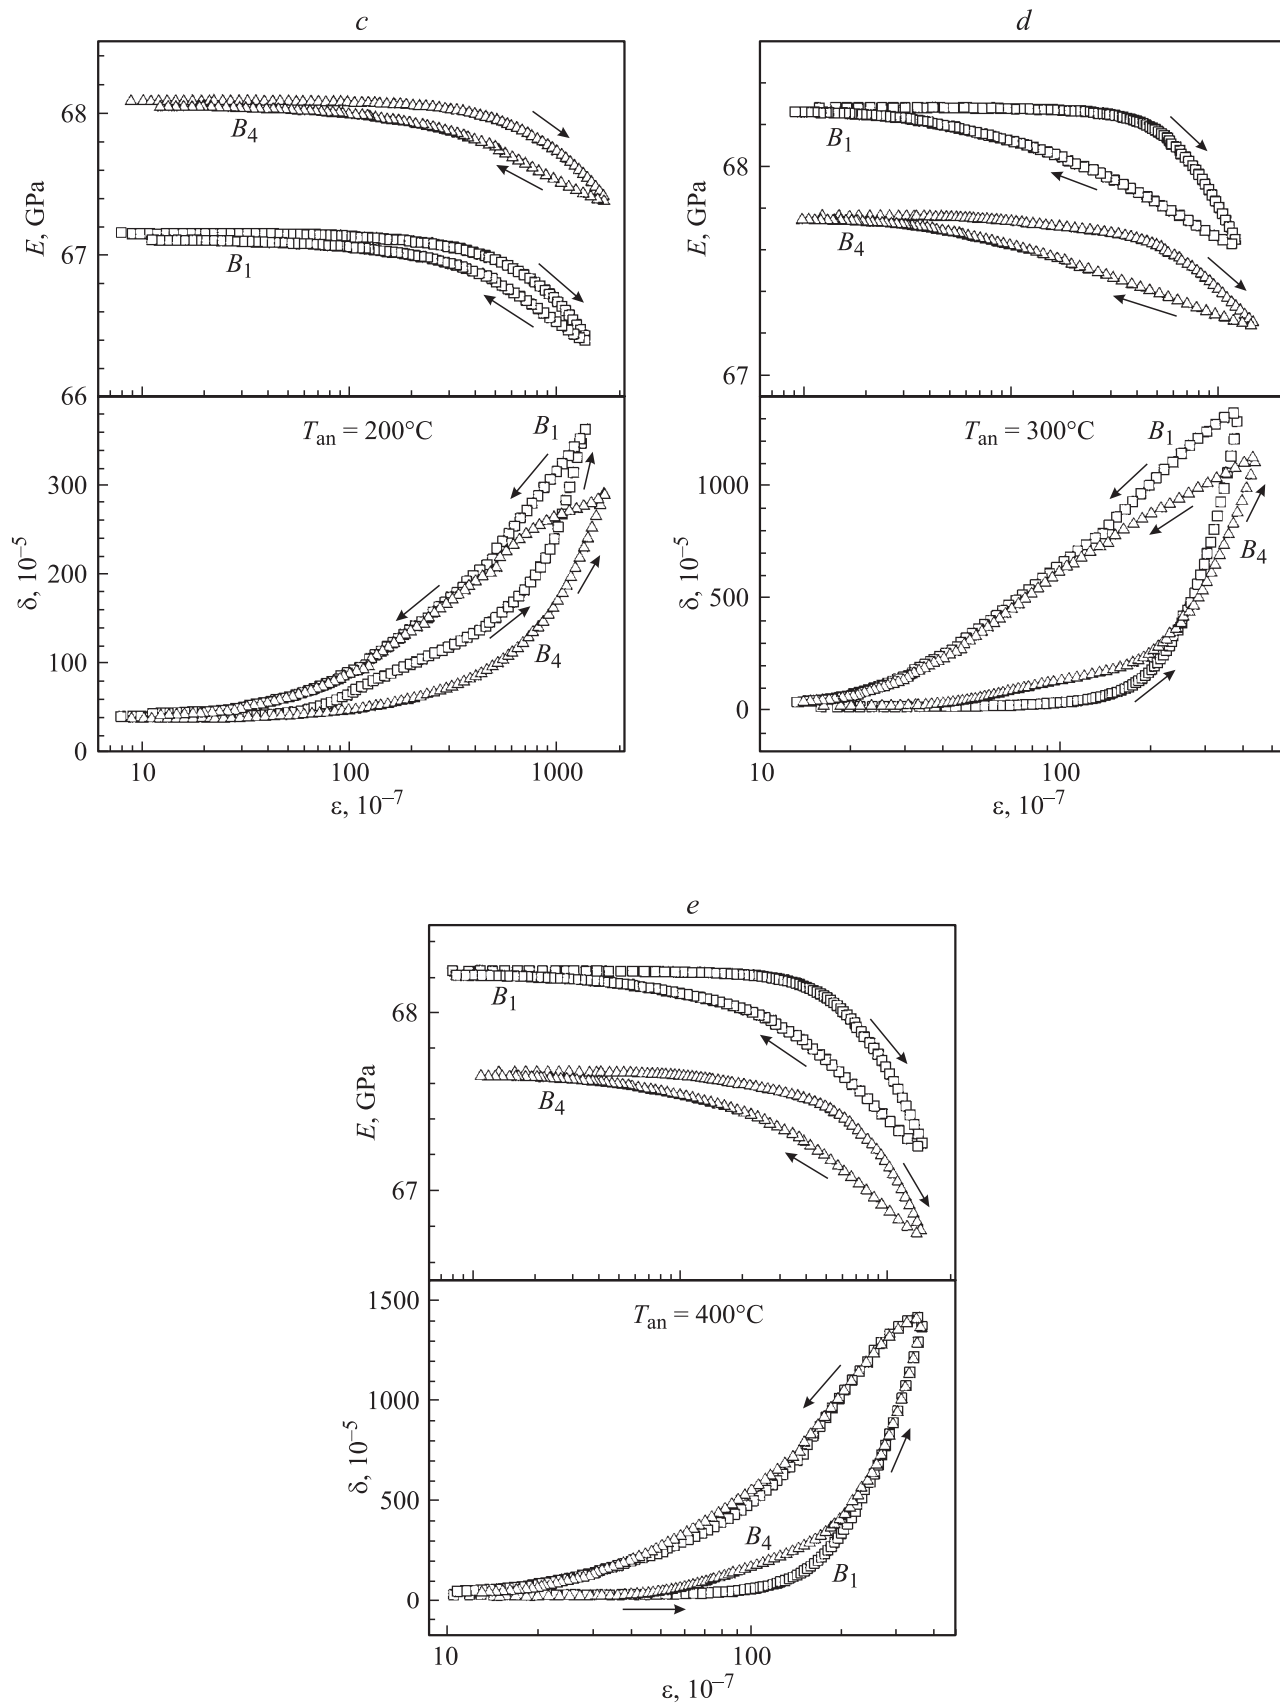 c
68
67
66
E, GPa
B4
B1
Tan = 200°C
B1
B4
300
200
100
0
δ, 10–5
10 100 1000
ε, 10–7
d
68
67
E, GPa
B1
B4
Tan = 300°C
B1
B4
1000
500
0
δ, 10–5
10 100
ε, 10–7
e
68
67
E, GPa
B1
B4
Tan = 400°C
B4
B1
1500
1000
500
0
δ, 10–5
10 100
ε, 10–7